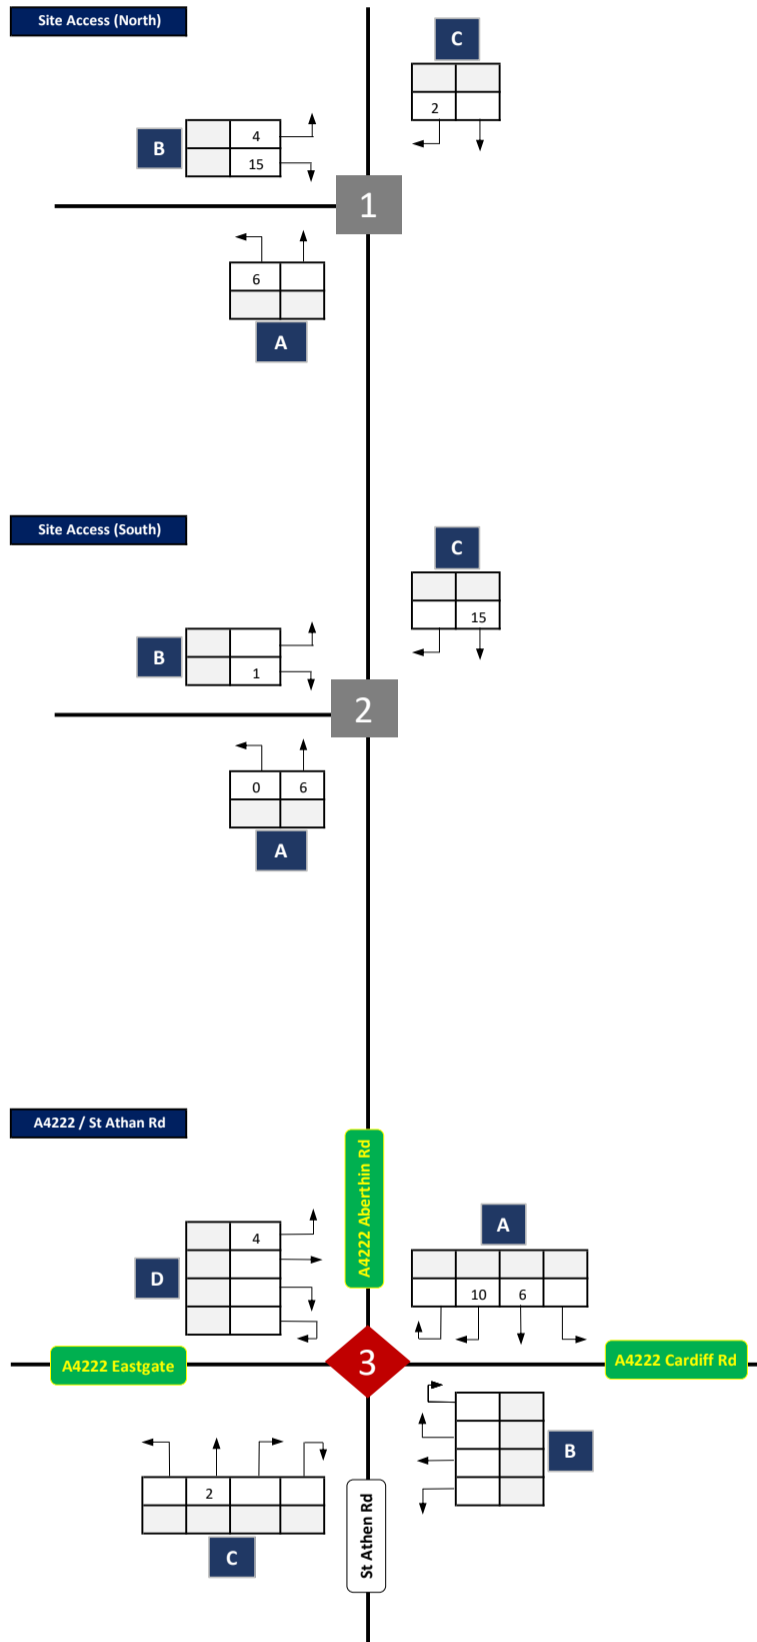 Site Access (North)
C
2
B
4
15
1
6
A
Site Access (South)
C
15
B
1
2
0 6
A
A4222 / St Athan Rd
A4222 Aberthin Rd
A
D
4
10 6
3
A4222 Eastgate
A4222 Cardiff Rd
B
2
C
St Athen Rd